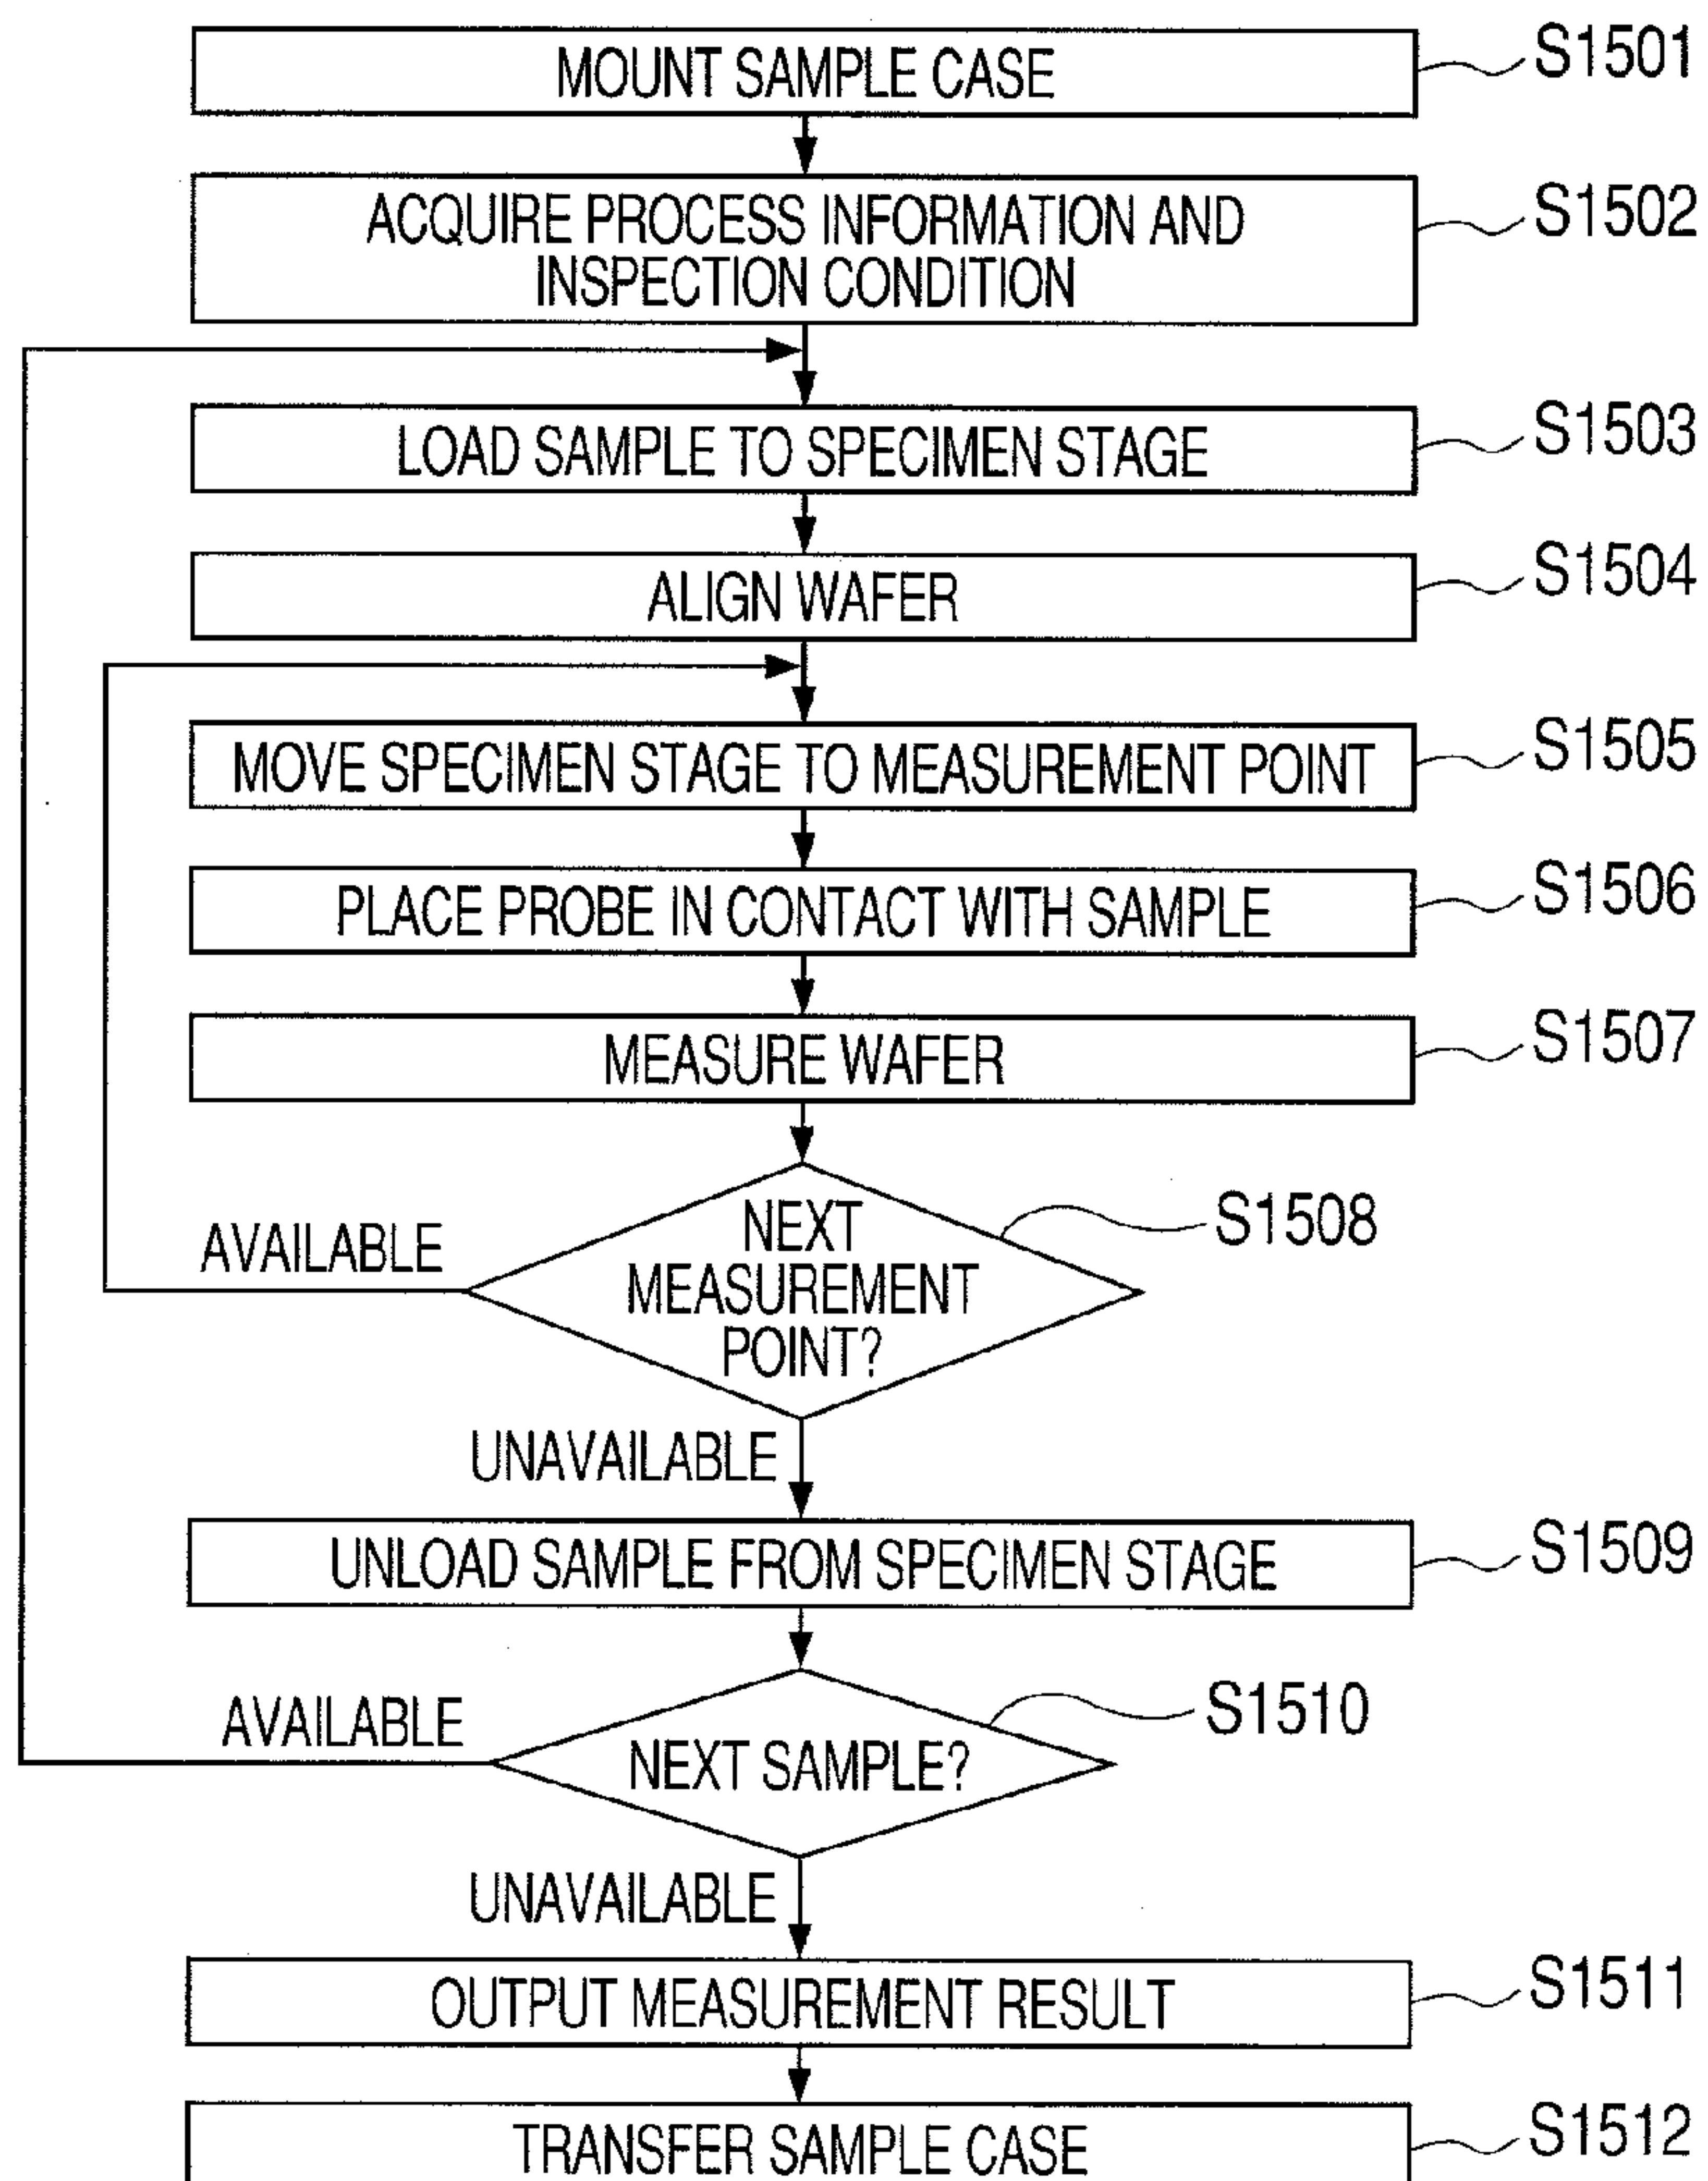 MOUNT SAMPLE CASE
S1501
ACQUIRE PROCESS INFORMATION AND
INSPECTION CONDITION
S1502
LOAD SAMPLE TO SPECIMEN STAGE
S1503
ALIGN WAFER
S1504
MOVE SPECIMEN STAGE TO MEASUREMENT POINT
S1505
PLACE PROBE IN CONTACT WITH SAMPLE
S1506
MEASURE WAFER
S1507
NEXT
MEASUREMENT
POINT?
S1508
AVAILABLE
UNAVAILABLE
UNLOAD SAMPLE FROM SPECIMEN STAGE
S1509
NEXT SAMPLE?
S1510
AVAILABLE
UNAVAILABLE
OUTPUT MEASUREMENT RESULT
S1511
TRANSFER SAMPLE CASE
S1512